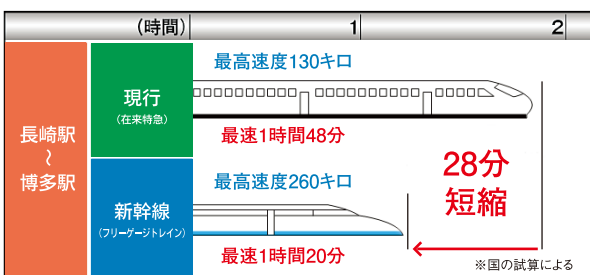 (時間) 1 2
長崎駅
～
博多駅
現行
（在来特急）
最高速度130キロ
最速1時間48分
新幹線
（フリーゲージトレイン）
最高速度260キロ
最速1時間20分
28分
短縮
※国の試算による